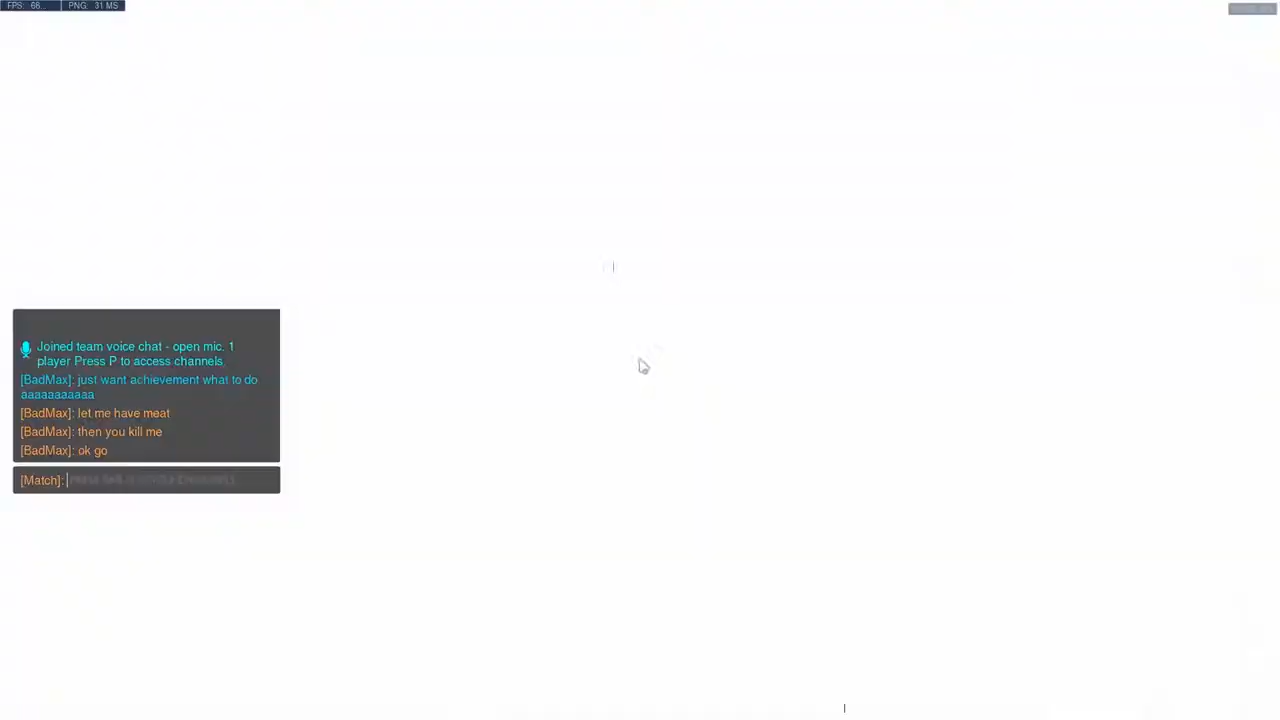 FPS: 68... PNG: 31 MS
Joined team voice chat - open mic. 1
player Press P to access channels.
[BadMax]: just want achievement what to do
aaaaaaaaaaa
[BadMax]: let me have meat
[BadMax]: then you kill me
[BadMax]: ok go
[Match]: